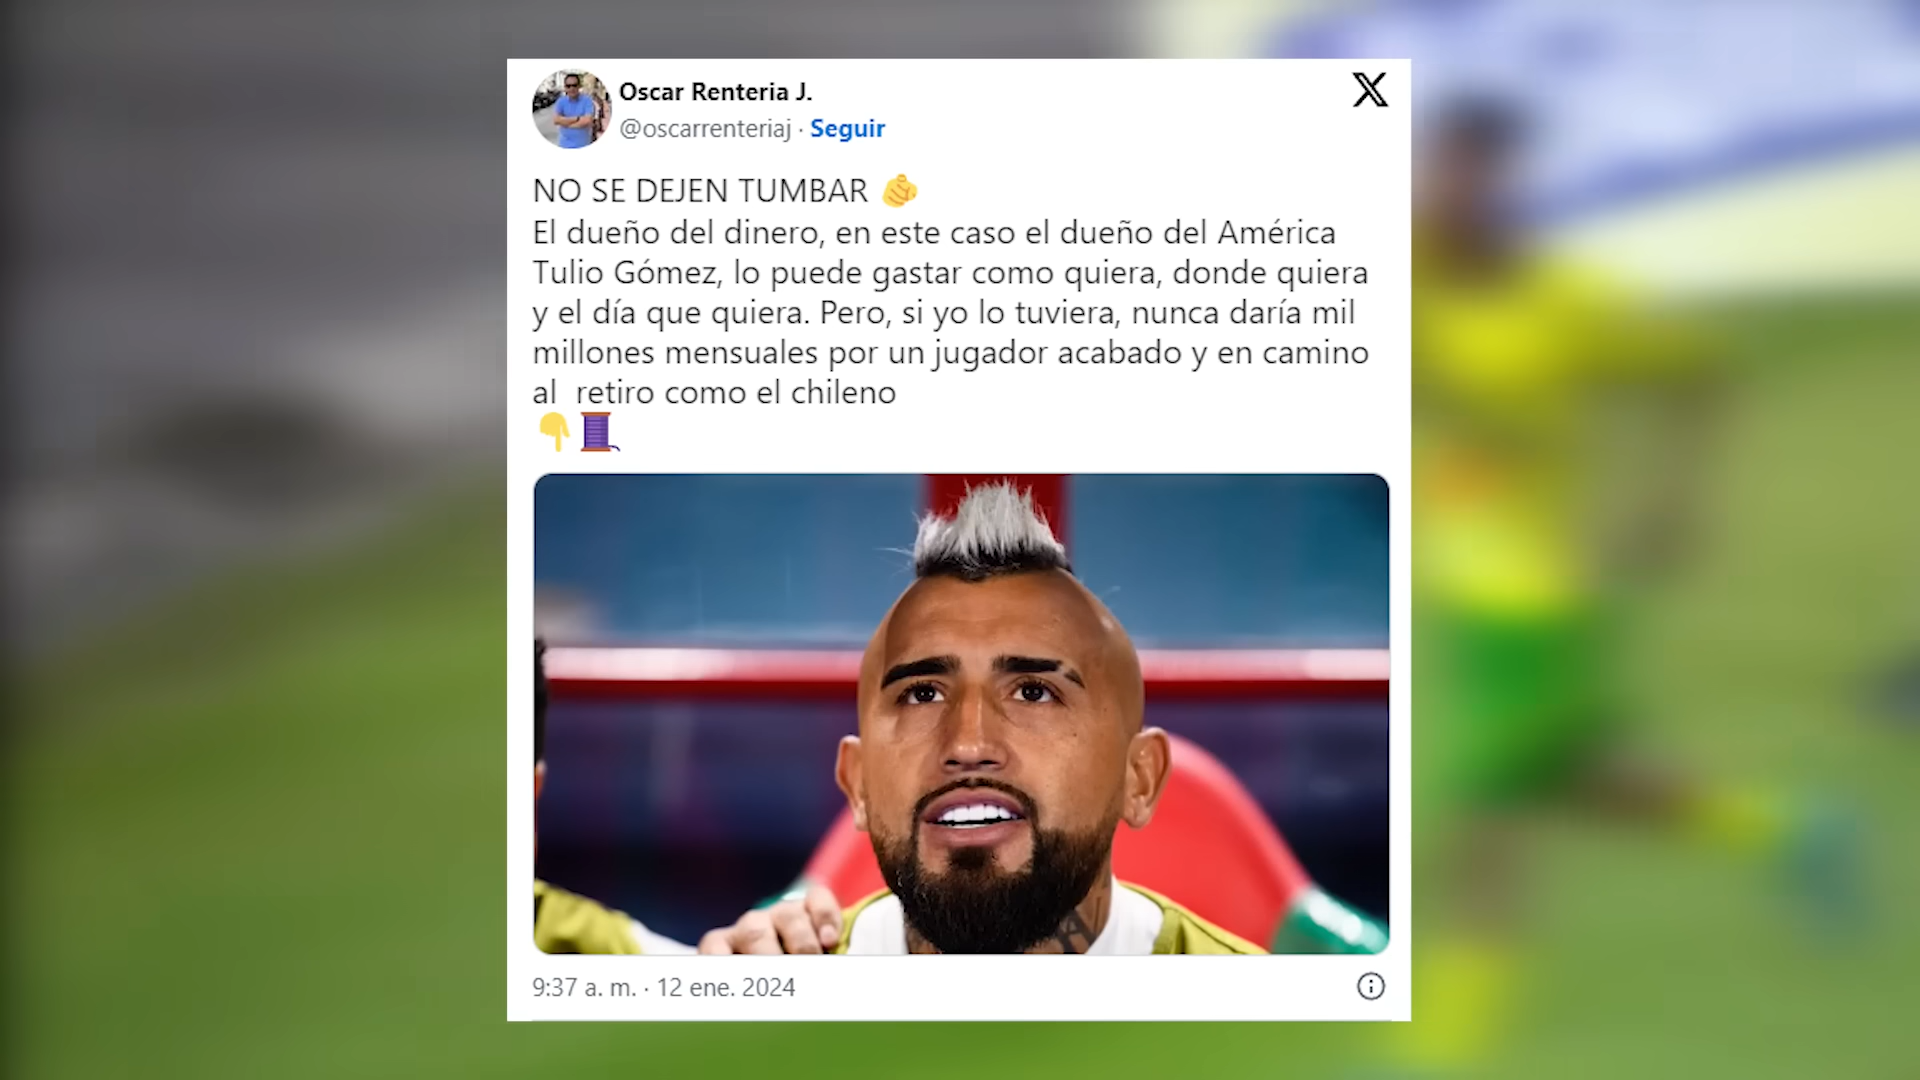 Oscar Renteria J.
@oscarrenteriaj · Seguir
NO SE DEJEN TUMBAR 🫵
El dueño del dinero, en este caso el dueño del América
Tulio Gómez, lo puede gastar como quiera, donde quiera
y el día que quiera. Pero, si yo lo tuviera, nunca daría mil
millones mensuales por un jugador acabado y en camino
al  retiro como el chileno
👇🧵
9:37 a. m. · 12 ene. 2024